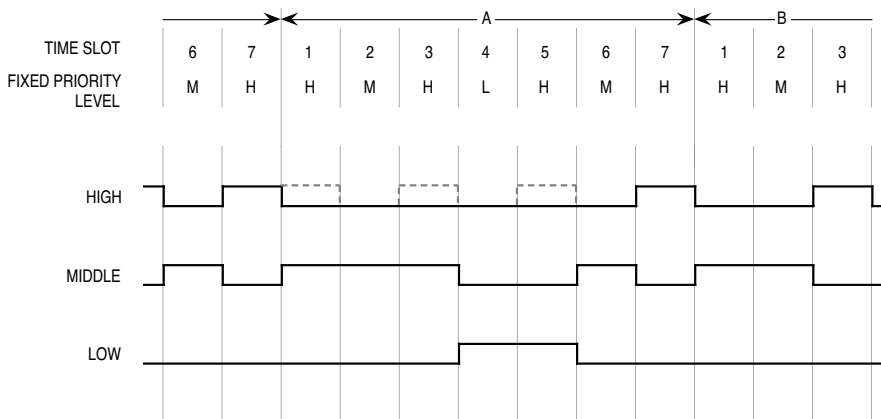 A B
TIME SLOT 6 7 1 2 3 4 5 6 7 1 2 3
FIXED PRIORITY M H H M H L H M H H M H
LEVEL
HIGH
MIDDLE
LOW